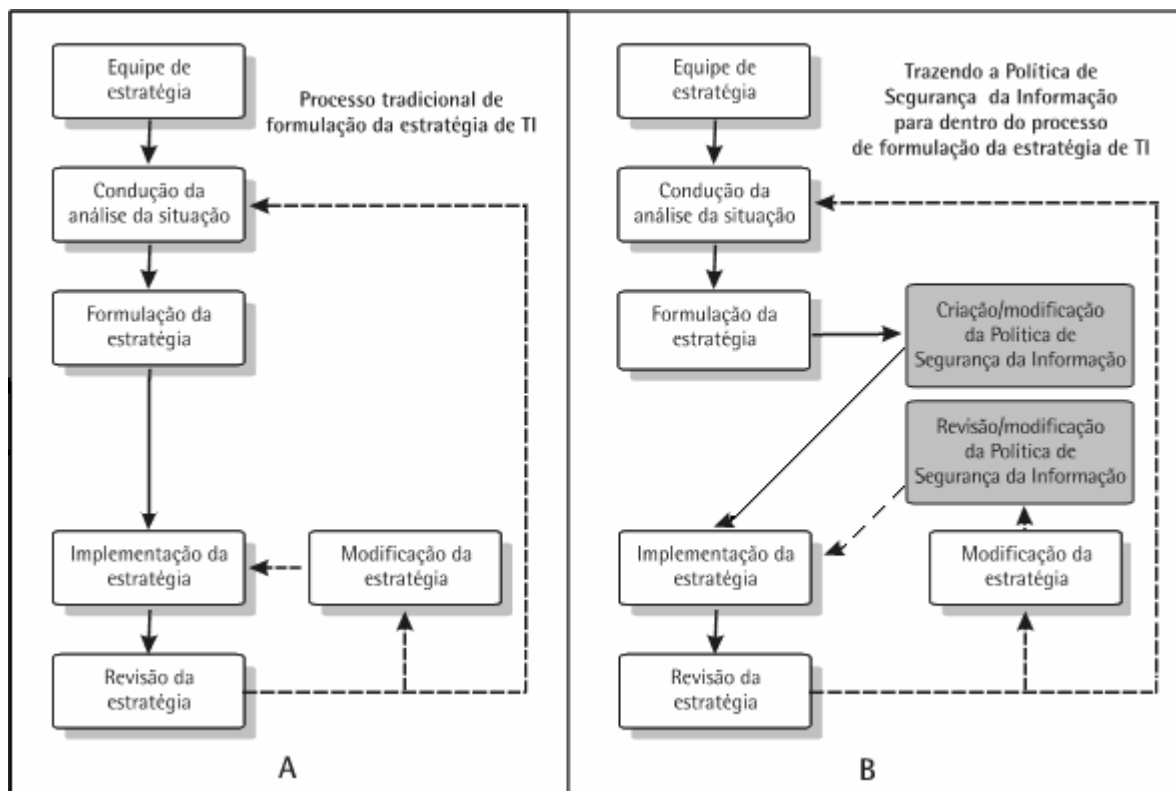 Equipe de
estratégia
Processo tradicional de
formulação da estratégia de TI
Condução da
análise da situação
Formulação da
estratégia
Implementação da
estratégia
Modificação da
estratégia
Revisão da
estratégia
A
Equipe de
estratégia
Trazendo a Política de
Segurança da Informação
para dentro do processo
de formulação da estratégia de TI
Condução da
análise da situação
Formulação da
estratégia
Criação/modificação
da Política de
Segurança da Informação
Revisão/modificação
da Política de
Segurança da Informação
Implementação da
estratégia
Modificação da
estratégia
Revisão da
estratégia
B